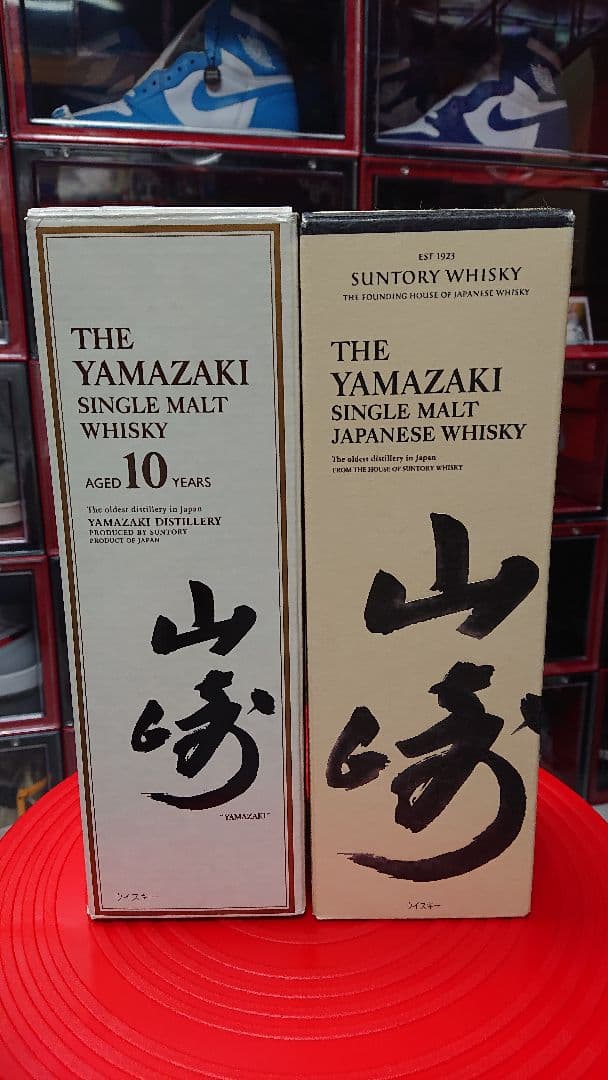 THE
YAMAZAKI
SINGLE MALT
WHISKY
AGED 10 YEARS
The oldest distillery in Japan
YAMAZAKI DISTILLERY
PRODUCED BY SUNTORY
PRODUCT OF JAPAN
山
崎
"YAMAZAKI"
ウイスキー
EST 1923
SUNTORY WHISKY
THE FOUNDING HOUSE OF JAPANESE WHISKY
THE
YAMAZAKI
SINGLE MALT
JAPANESE WHISKY
The oldest distillery in Japan
FROM THE HOUSE OF SUNTORY WHISKY
山
崎
ウイスキー